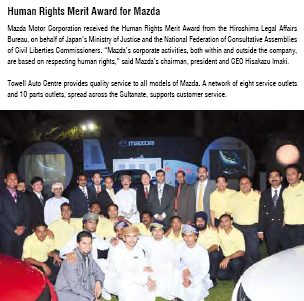 Human Rights Merit Award for Mazda
Mazda Motor Corporation received the Human Rights Merit Award from the Hiroshima Legal Affairs
Bureau, on behalf of Japan's Ministry of Justice and the National Federation of Consultative Assemblies
of Civil Liberties Commissioners. "Mazda's corporate activities, both within and outside the company,
are based on respecting human rights," said Mazda's chairman, president and CEO Hisakazu Imaki.
Towell Auto Centre provides quality service to all models of Mazda. A network of eight service outlets
and 10 parts outlets, spread across the Sultanate, supports customer service.
mazda